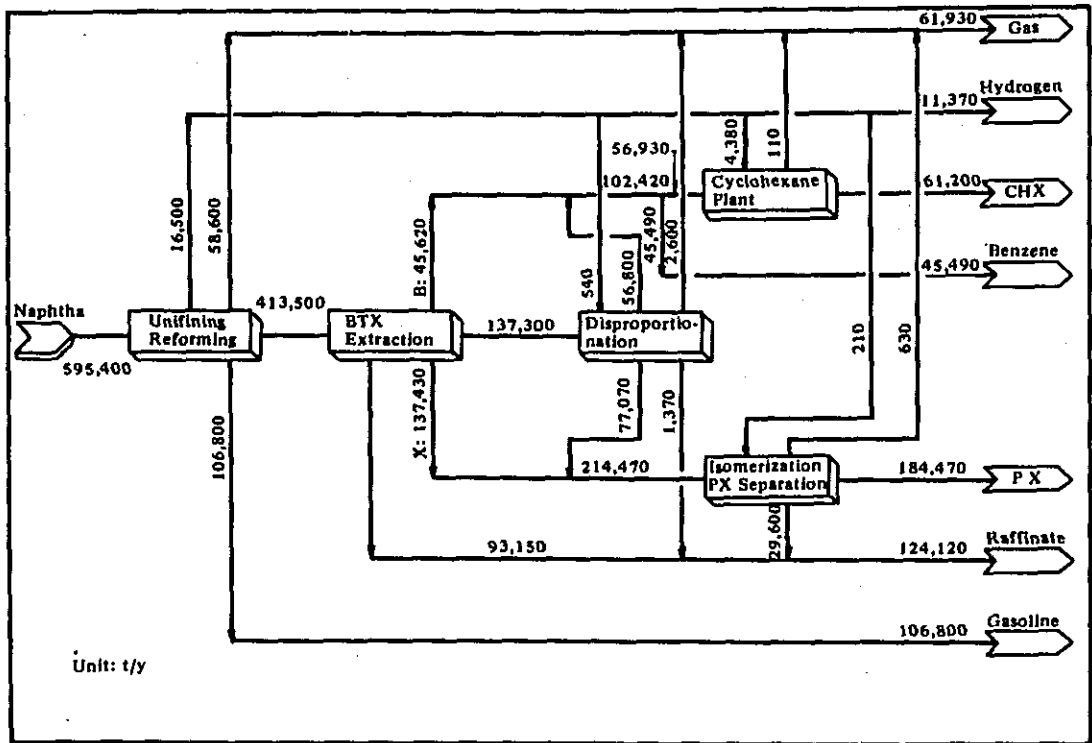 61,930
Gas
Hydrogen
11,370
56,930
4,380
110
102,420
Cyclohexane
Plant
61,200
CHX
16,500
58,600
B: 45,620
45,490
2,600
Benzene
45,490
540
56,800
Naphtha
413,500
Unifining
Reforming
BTX
Extraction
137,300
Disproportio-
nation
595,400
210
630
106,800
X: 137,430
77,070
1,370
214,470
Isomerization
PX Separation
184,470
PX
29,600
93,150
Raffinate
124,120
Gasoline
106,800
Unit: t/y